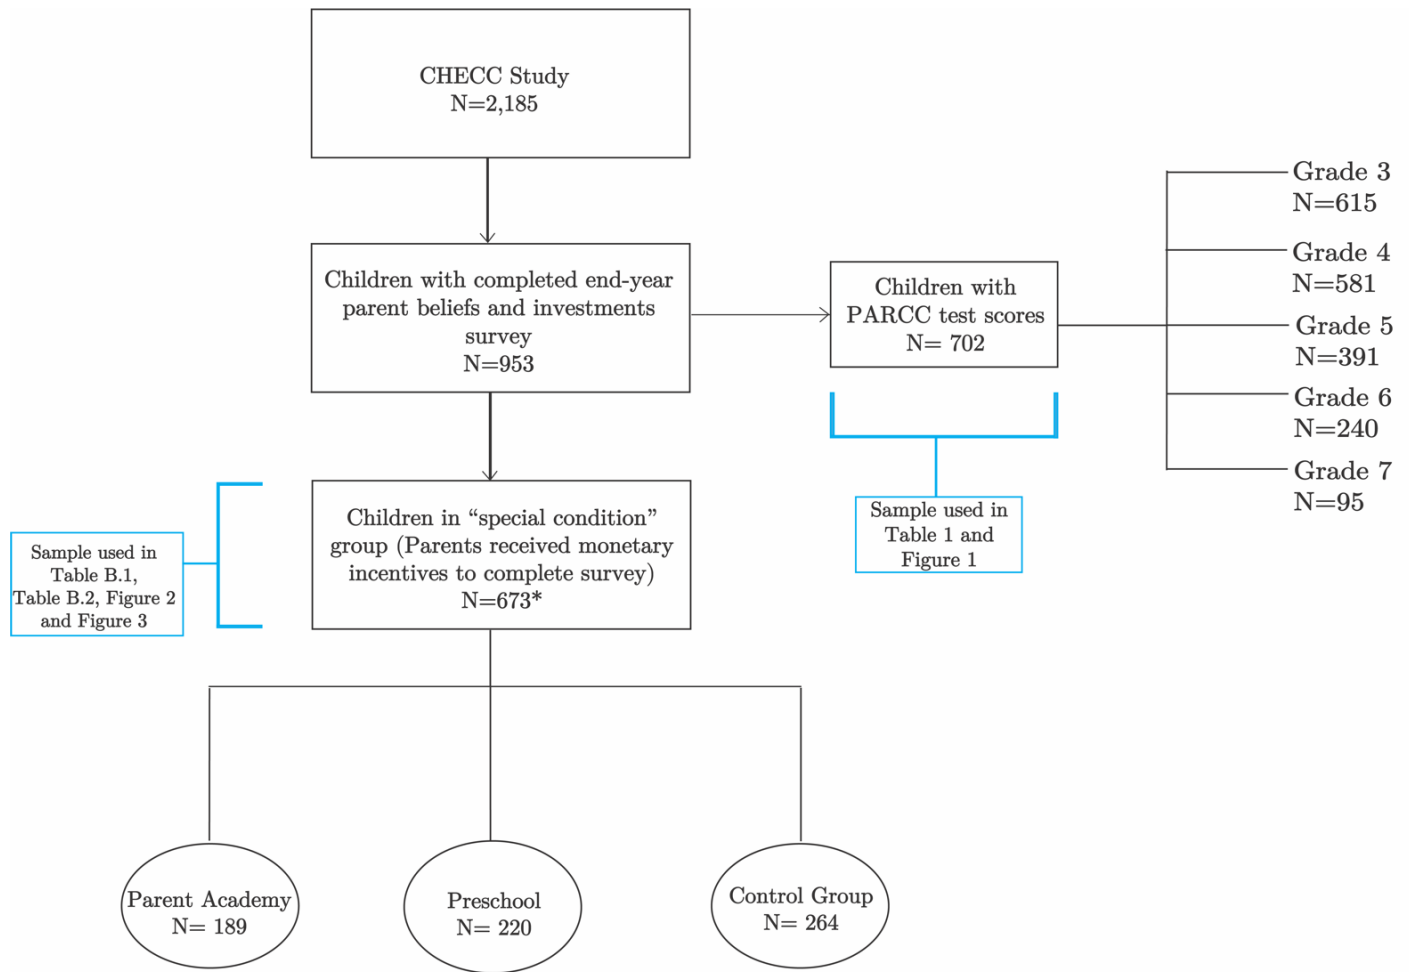 CHECC Study
N=2,185
Children with completed end-year
parent beliefs and investments
survey
N=953
Children with
PARCC test scores
N= 702
Grade 3
N=615
Grade 4
N=581
Grade 5
N=391
Grade 6
N=240
Grade 7
N=95
Sample used in
Table 1 and
Figure 1
Children in “special condition”
group (Parents received monetary
incentives to complete survey)
N=673*
Sample used in
Table B.1,
Table B.2, Figure 2
and Figure 3
Parent Academy
N= 189
Preschool
N= 220
Control Group
N= 264